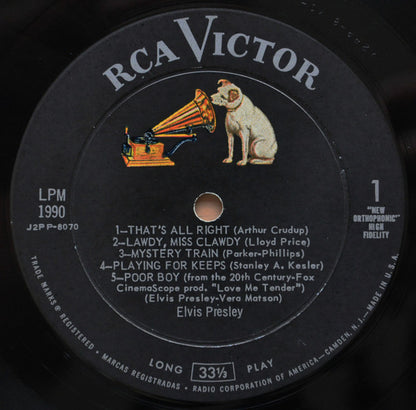 RCA VICTOR
LPM
1990
J2PP-8070
1
"NEW
ORTHOPHONIC"
HIGH
FIDELITY
1—THAT'S ALL RIGHT (Arthur Crudup)
2—LAWDY, MISS CLAWDY (Lloyd Price)
3—MYSTERY TRAIN (Parker-Phillips)
4—PLAYING FOR KEEPS (Stanley A. Kesler)
5—POOR BOY (from the 20th Century-Fox
CinemaScope prod. "Love Me Tender")
(Elvis Presley-Vera Matson)
Elvis Presley
LONG 33⅓ PLAY
TRADE MARKS ® REGISTERED • MARCAS REGISTRADAS • RADIO CORPORATION OF AMERICA—CAMDEN, N.J. • MADE IN U.S.A.